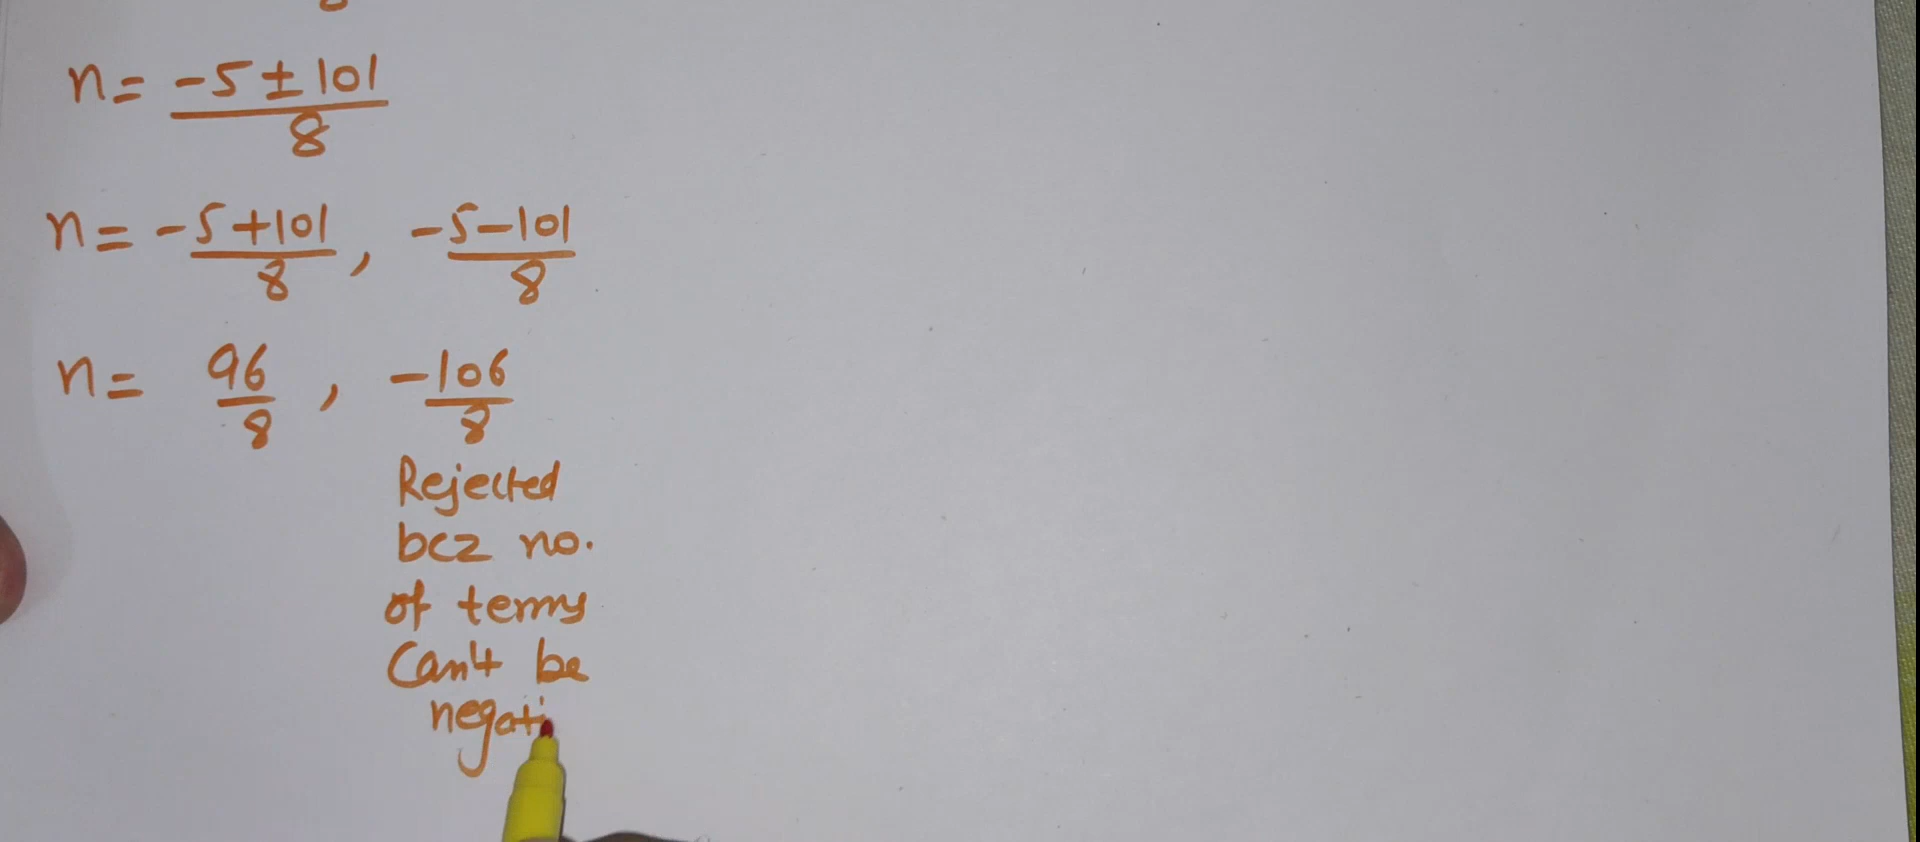 n = -5 ± 101 / 8
n = -5 + 101 / 8 , -5 - 101 / 8
n = 96 / 8 , -106 / 8
Rejected
bcz no.
of terms
Can't be
negati